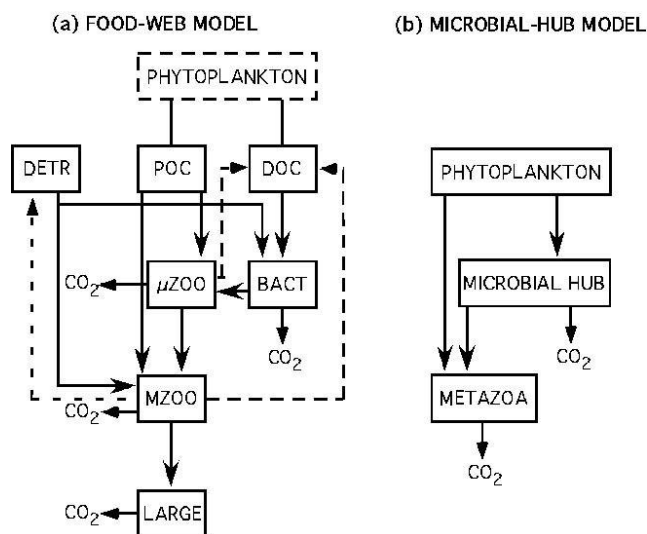 (a) FOOD-WEB MODEL
(b) MICROBIAL-HUB MODEL
PHYTOPLANKTON
DETR
POC
DOC
PHYTOPLANKTON
CO2
µZOO
BACT
MICROBIAL HUB
CO2
CO2
MZOO
CO2
METAZOA
CO2
CO2
LARGE